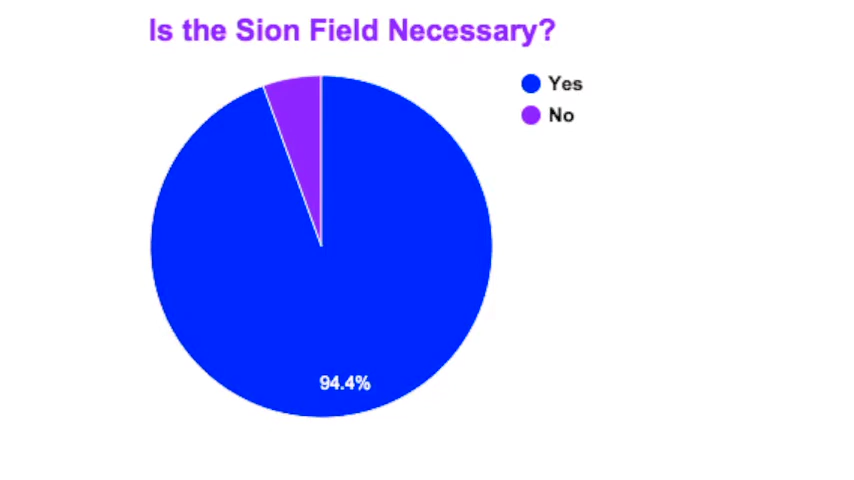 Is the Sion Field Necessary?
Yes
No
94.4%